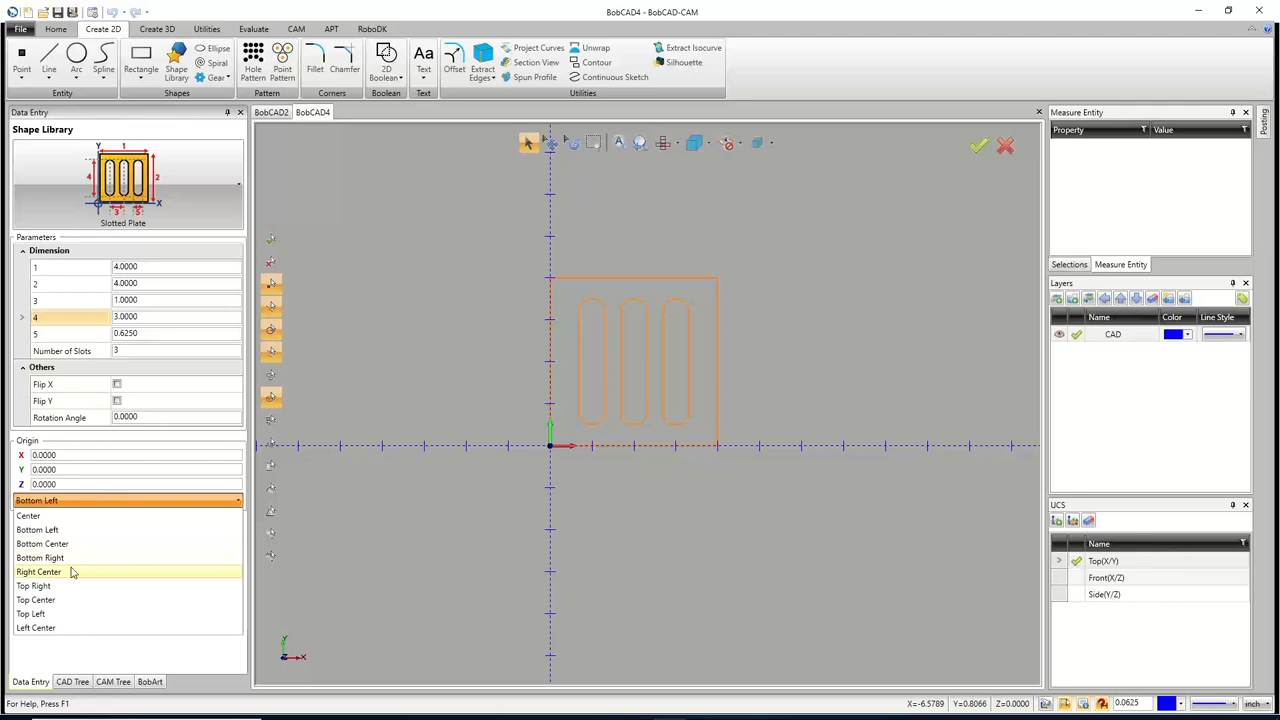 BobCAD4 - BobCAD-CAM
File Home Create 2D Create 3D Utilities Evaluation CAM APT RoboDK
Point Line Arc Spline
Entity
Rectangle Shape Library Ellipse Spiral Gear
Shapes
Hole Pattern Point Pattern
Pattern
Fillet Chamfer
Corners
2D Boolean
Boolean
Text
Text
Offset Extract Edges Project Curves Section View Spun Profile Unwrap Contour Continuous Sketch Extract Isocurve Silhouette
Utilities
Data Entry
BobCAD2 BobCAD4
Shape Library
Y 1
4 2
X
3 5
Slotted Plate
Parameters
Dimension
1 4.0000
2 4.0000
3 1.0000
4 3.0000
5 0.6250
Number of Slots 3
Others
Flip X
Flip Y
Rotation Angle 0.0000
Origin
X 0.0000
Y 0.0000
Z 0.0000
Bottom Left
Center
Bottom Left
Bottom Center
Bottom Right
Right Center
Top Right
Top Center
Top Left
Left Center
Data Entry CAD Tree CAM Tree BobArt
Y
Z X
Measure Entity
Property Value
Selections Measure Entity
Posting
Layers
Name Color Line Style
CAD
UCS
Name
Top(X/Y)
Front(X/Z)
Side(Y/Z)
For Help, Press F1
X=-6.5789 Y=0.8066 Z=0.0000 0.0625 inch